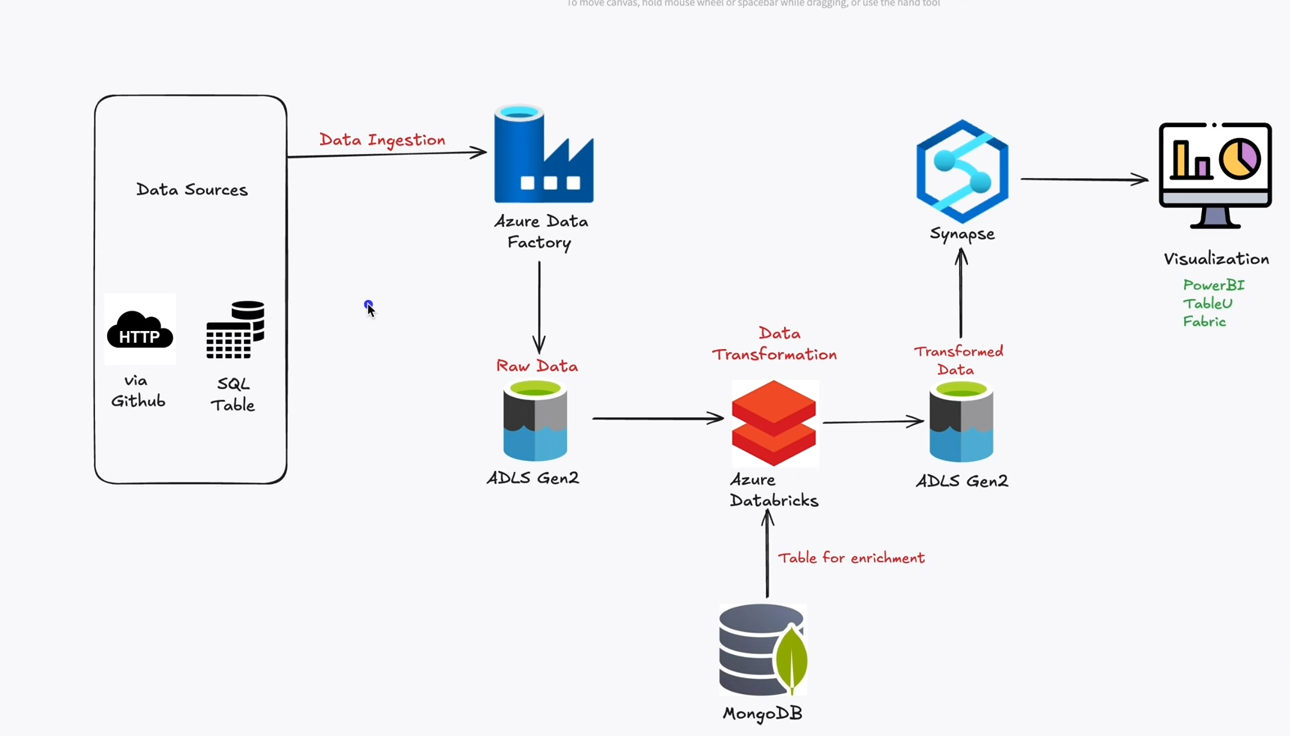 To move canvas, hold mouse wheel or spacebar while dragging, or use the hand tool
Data Sources
HTTP
via
Github
SQL
Table
Data Ingestion
Azure Data
Factory
Raw Data
ADLS Gen2
Data
Transformation
Azure
Databricks
Table for enrichment
MongoDB
Transformed
Data
ADLS Gen2
Synapse
Visualization
PowerBI
TableU
Fabric